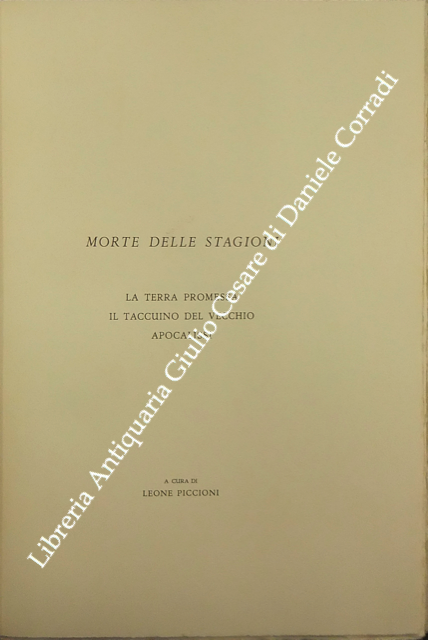 MORTE DELLE STAGIONI
LA TERRA PROMESSA
IL TACCUINO DEL VECCHIO
APOCALISSI
A CURA DI
LEONE PICCIONI
Libreria Antiquaria Giulio Cesare di Daniele Corradi